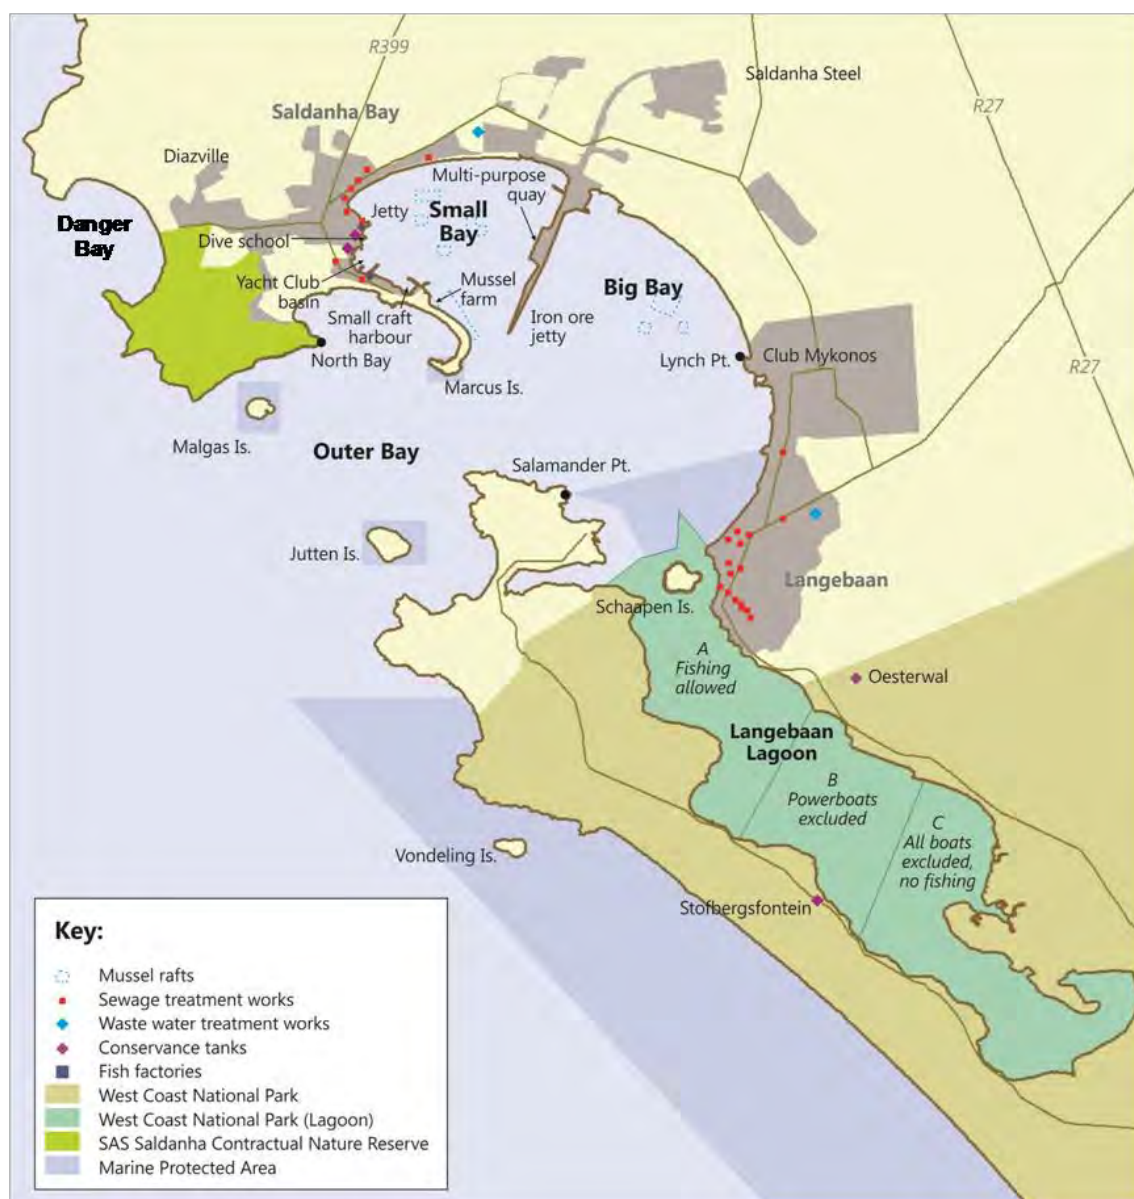 R399
Saldanha Steel
Saldanha Bay
R27
Diazville
Multi-purpose
quay
Jetty
Small
Bay
Danger
Bay
Dive school
Yacht Club
basin
Mussel
farm
Big Bay
Small craft
harbour
Iron ore
jetty
North Bay
Lynch Pt.
Club Mykonos
R27
Marcus Is.
Malgas Is.
Outer Bay
Salamander Pt.
Jutten Is.
Schaapen Is.
Langebaan
A
Fishing
allowed
Oesterwal
Langebaan
Lagoon
B
Powerboats
excluded
C
All boats
excluded,
no fishing
Vondeling Is.
Stofbergsfontein
Key:
Mussel rafts
Sewage treatment works
Waste water treatment works
Conservance tanks
Fish factories
West Coast National Park
West Coast National Park (Lagoon)
SAS Saldanha Contractual Nature Reserve
Marine Protected Area